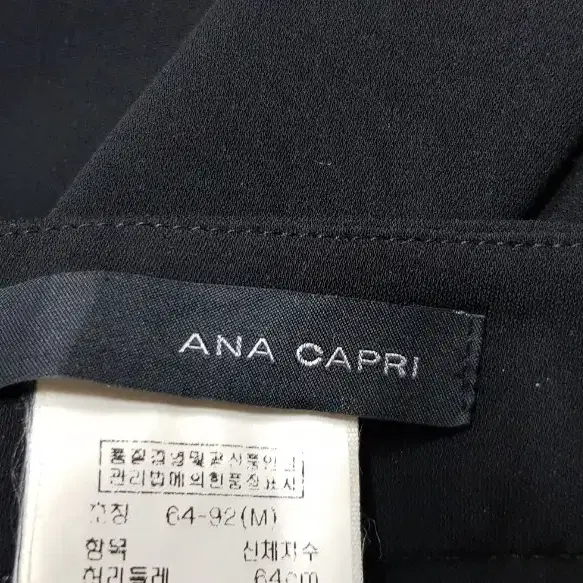 ANA CAPRI
품질경영및공산품안전
관리법에의한품질표시
호칭 64-92(M)
항목 신체치수
허리둘레 64cm